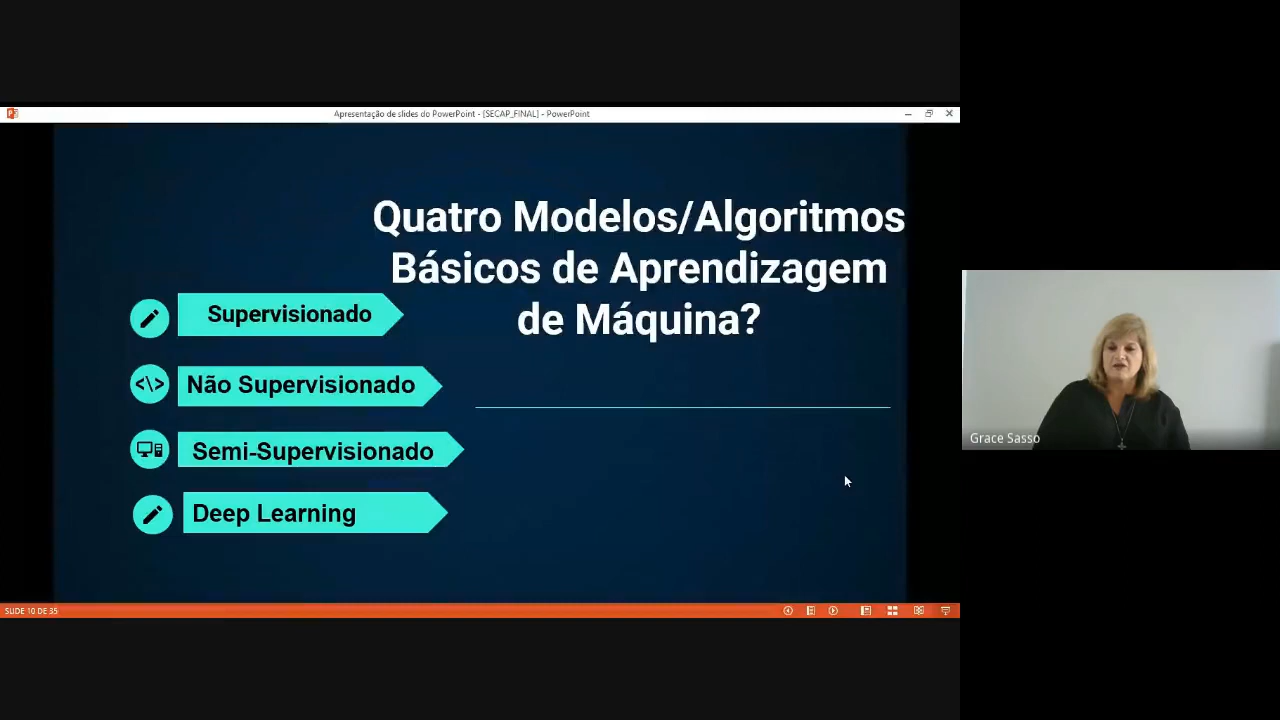 Apresentação de slides do PowerPoint - [SECAP_FINAL] - PowerPoint
Quatro Modelos/Algoritmos
Básicos de Aprendizagem
de Máquina?
Supervisionado
Não Supervisionado
Semi-Supervisionado
Deep Learning
Grace Sasso
SLIDE 10 DE 35